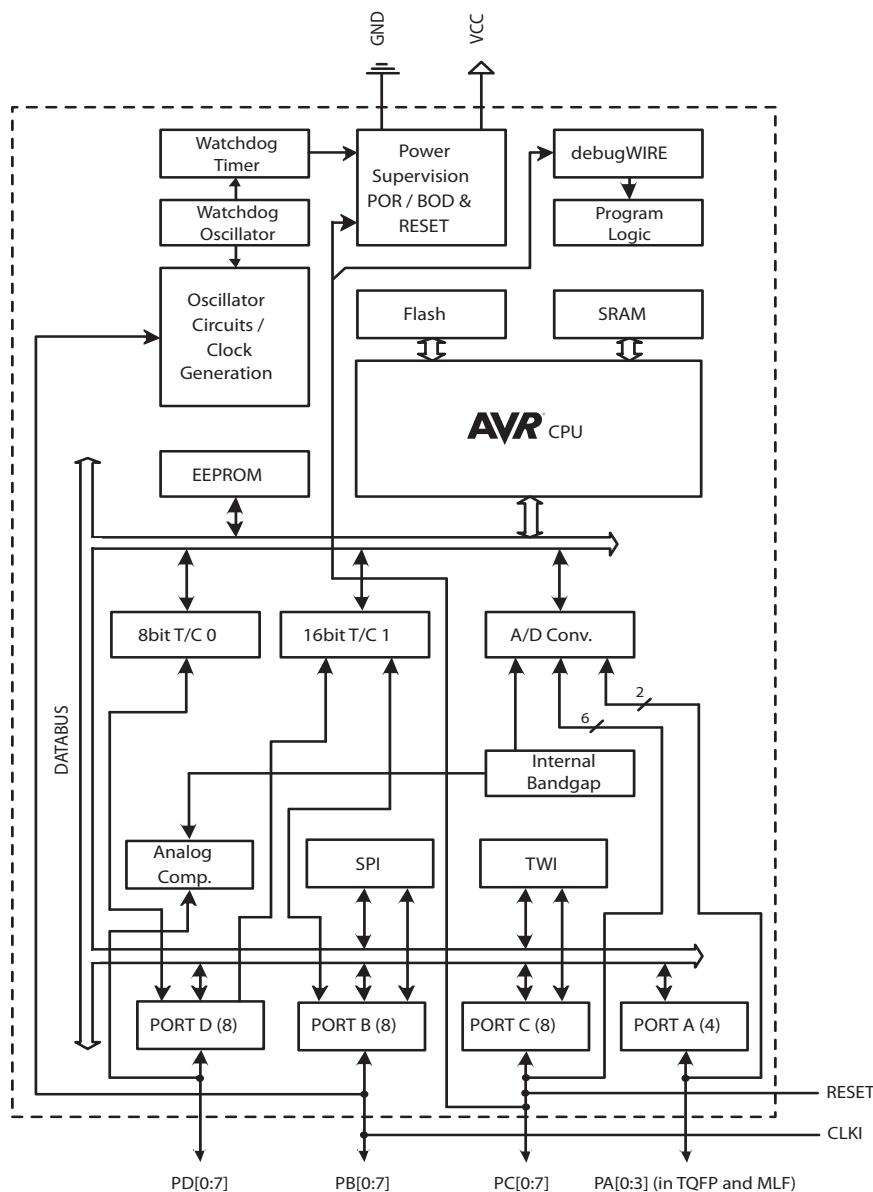 GND
VCC
Watchdog
Timer
Power
Supervision
POR / BOD &
RESET
debugWIRE
Watchdog
Oscillator
Program
Logic
Oscillator
Circuits /
Clock
Generation
Flash
SRAM
AVR CPU
EEPROM
8bit T/C 0
16bit T/C 1
A/D Conv.
2
6
DATABUS
Internal
Bandgap
Analog
Comp.
SPI
TWI
PORT D (8)
PORT B (8)
PORT C (8)
PORT A (4)
RESET
CLKI
PD[0:7]
PB[0:7]
PC[0:7]
PA[0:3] (in TQFP and MLF)